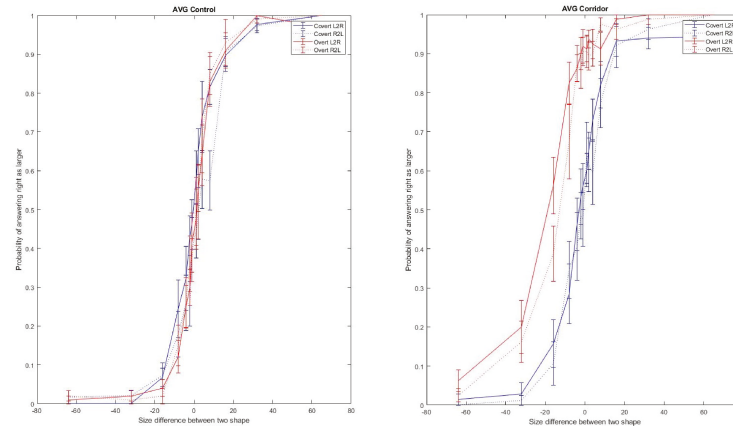 AVG Control
Covert L2R
Covert R2L
Overt L2R
Overt R2L
Probability of answering right as larger
1
0.9
0.8
0.7
0.6
0.5
0.4
0.3
0.2
0.1
0
-80
-60
-40
-20
0
20
40
60
80
Size difference between two shape
AVG Corridor
Covert L2R
Covert R2L
Overt L2R
Overt R2L
Probability of answering right as larger
1
0.9
0.8
0.7
0.6
0.5
0.4
0.3
0.2
0.1
0
-80
-60
-40
-20
0
20
40
60
Size difference between two shape